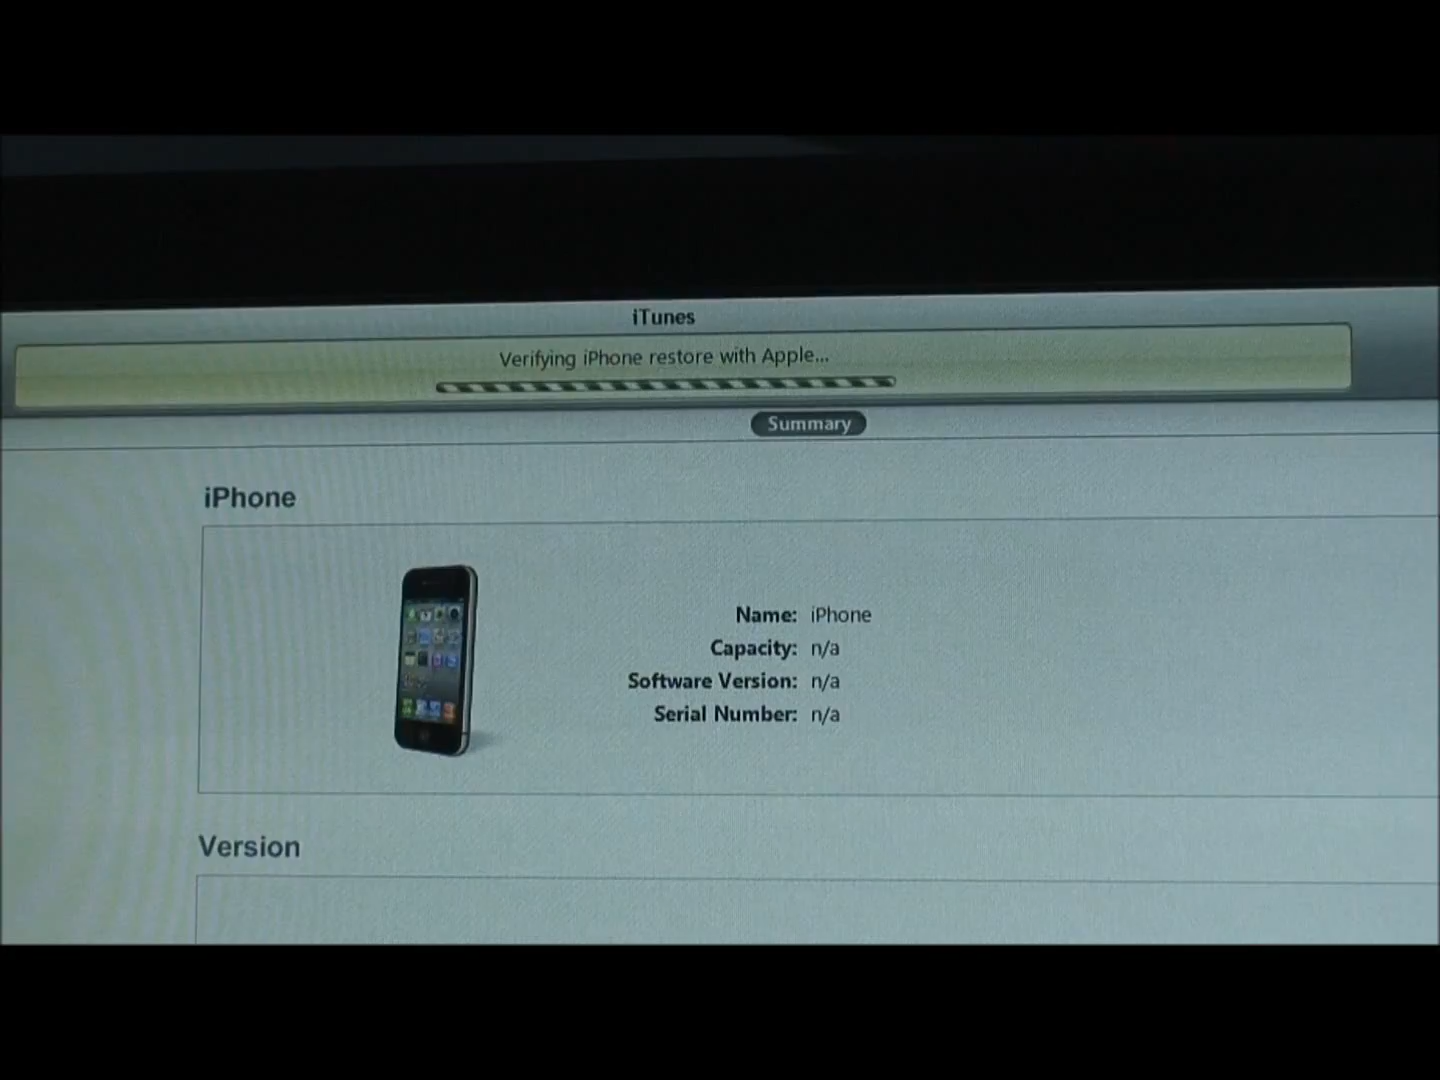 iTunes
Verifying iPhone restore with Apple...
Summary
iPhone
Name: iPhone
Capacity: n/a
Software Version: n/a
Serial Number: n/a
Version